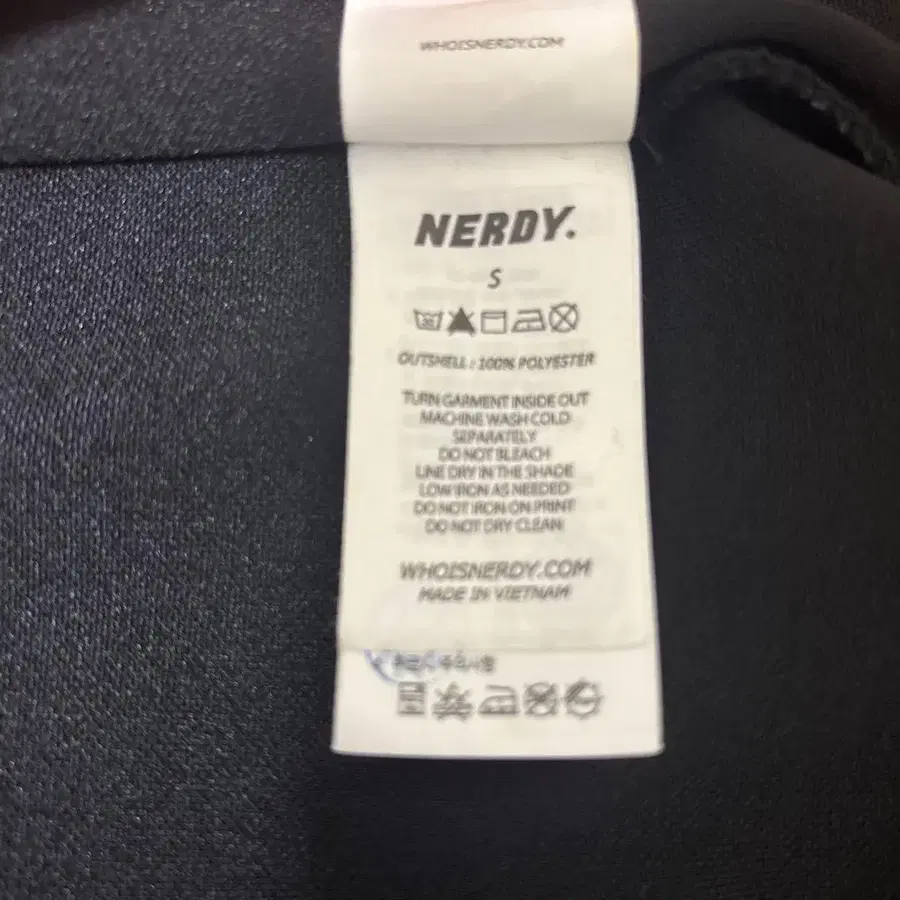 WHOISNERDY.COM
NERDY.
S
OUTSHELL : 100% POLYESTER
TURN GARMENT INSIDE OUT
MACHINE WASH COLD
SEPARATELY
DO NOT BLEACH
LINE DRY IN THE SHADE
LOW IRON AS NEEDED
DO NOT IRON ON PRINT
DO NOT DRY CLEAN
WHOISNERDY.COM
MADE IN VIETNAM